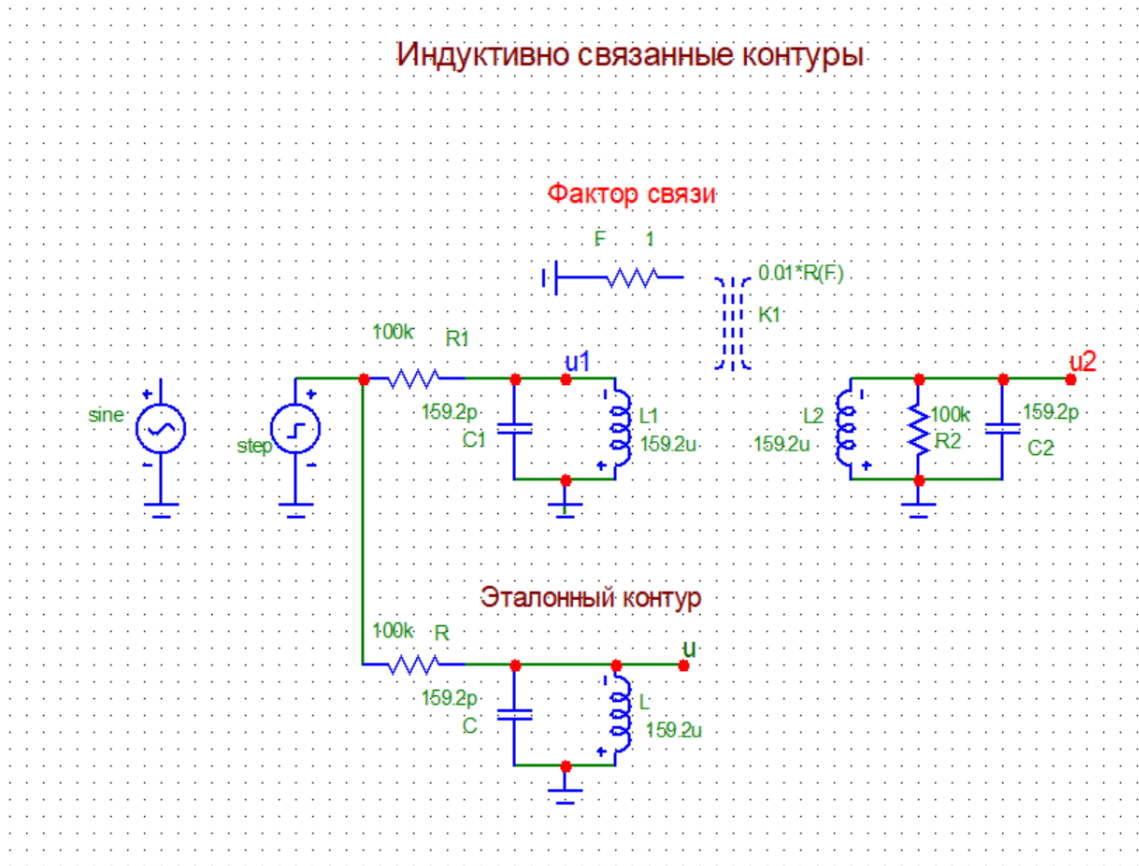 Индуктивно связанные контуры
Фактор связи
F 1
0.01*R(F)
K1
100k R1
u1
u2
sine
step
159.2p
C1
L1
159.2u
L2
159.2u
100k
R2
159.2p
C2
+
-
+
-
+
+
Эталонный контур
100k R
u
159.2p
C
L
159.2u
+